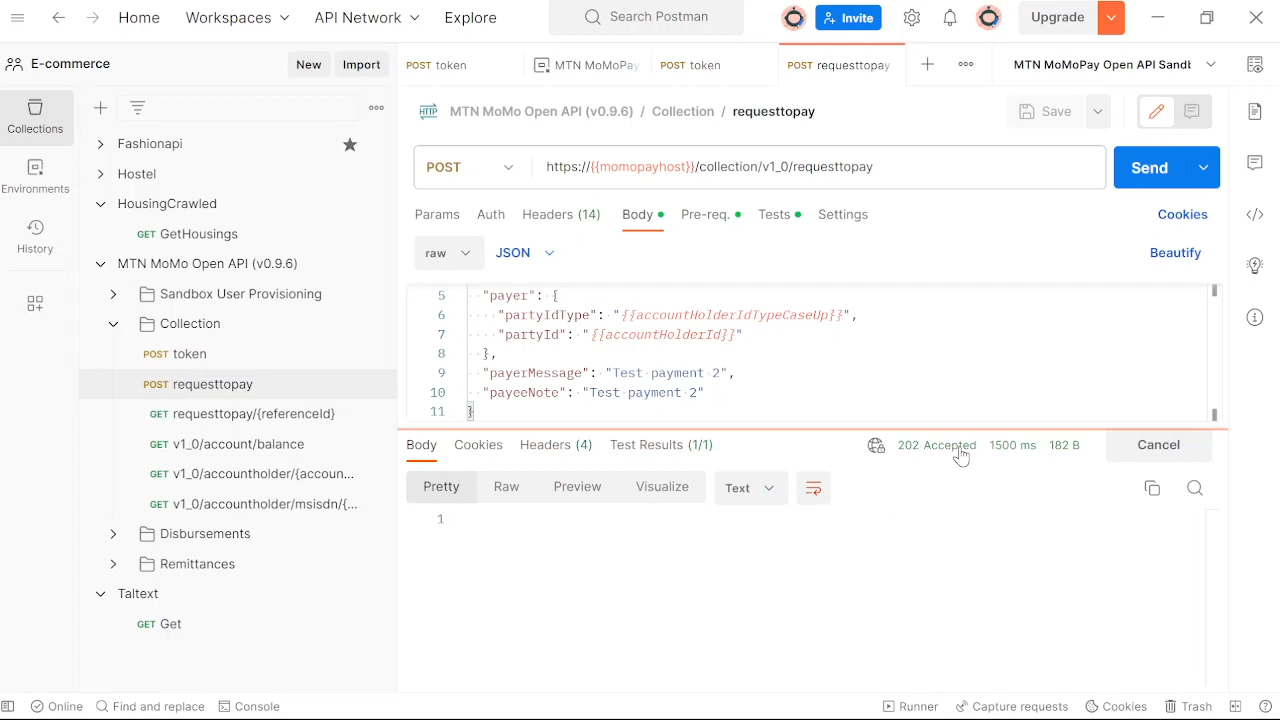 Home Workspaces API Network Explore Search Postman Invite Upgrade
E-commerce New Import POST token MTN MoMoPay POST token POST requesttopay MTN MoMoPay Open API Sandb
Collections
Environments
History
Fashionapi
Hostel
HousingCrawled
GET GetHousings
MTN MoMo Open API (v0.9.6)
Sandbox User Provisioning
Collection
POST token
POST requesttopay
GET requesttopay/{referenceId}
GET v1_0/account/balance
GET v1_0/accountholder/{accoun...
GET v1_0/accountholder/msisdn/{...
Disbursements
Remittances
Taltext
GET Get
HTTP MTN MoMo Open API (v0.9.6) / Collection / requesttopay Save
POST https://{{momopayhost}}/collection/v1_0/requesttopay Send
Params Auth Headers (14) Body Pre-req. Tests Settings Cookies
raw JSON Beautify
5 "payer": {
6 "partyIdType": "{{accountHolderIdTypeCaseUp}}",
7 "partyId": "{{accountHolderId}}"
8 },
9 "payerMessage": "Test payment 2",
10 "payeeNote": "Test payment 2"
11 }
Body Cookies Headers (4) Test Results (1/1) 202 Accepted 1500 ms 182 B Cancel
Pretty Raw Preview Visualize Text
1
Online Find and replace Console Runner Capture requests Cookies Trash